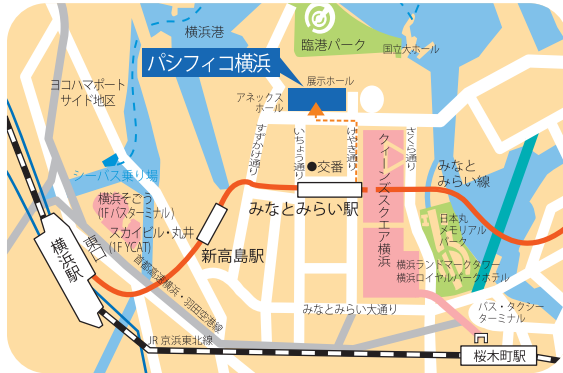 横浜港
臨港パーク
国立大ホール
パシフィコ横浜
展示ホール
アネックス
ホール
ヨコハマポート
サイド地区
すずかけ通り
いちょう通り
けやき通り
さくら通り
クイーンズスクエア横浜
交番
みなと
みらい線
シーバス乗り場
横浜そごう
(1Fバスターミナル)
スカイビル・丸井
(1F YCAT)
みなとみらい駅
新高島駅
日本丸
メモリアル
パーク
横浜駅
東口
首都高速横浜・羽田空港線
横浜ランドマークタワー
横浜ロイヤルパークホテル
みなとみらい大通り
バス・タクシー
ターミナル
JR 京浜東北線
桜木町駅